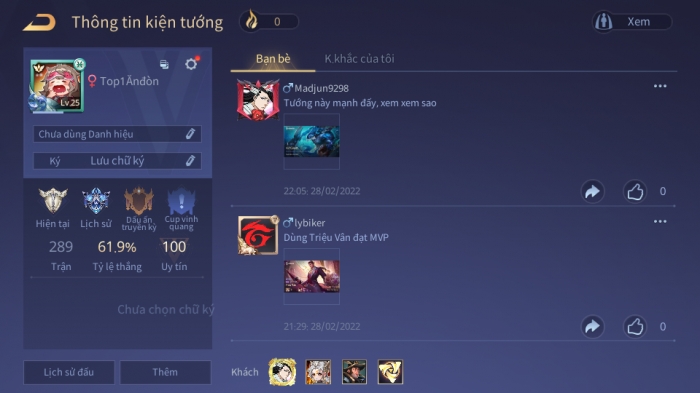 Thông tin kiện tướng
0
Xem
Top1Ănđòn
Lv.25
Chưa dùng Danh hiệu
Ký Lưu chữ ký
Hiện tại
Lịch sử
Dấu ấn truyền kỳ
Cup vinh quang
289
61.9%
100
Trận
Tỷ lệ thắng
Uy tín
Chưa chọn chữ ký
Lịch sử đấu
Thêm
Bạn bè
K.khắc của tôi
Madjun9298
Tướng này mạnh đấy, xem xem sao
22:05: 28/02/2022
0
lybiker
Dùng Triệu Vân đạt MVP
21:29: 28/02/2022
0
Khách